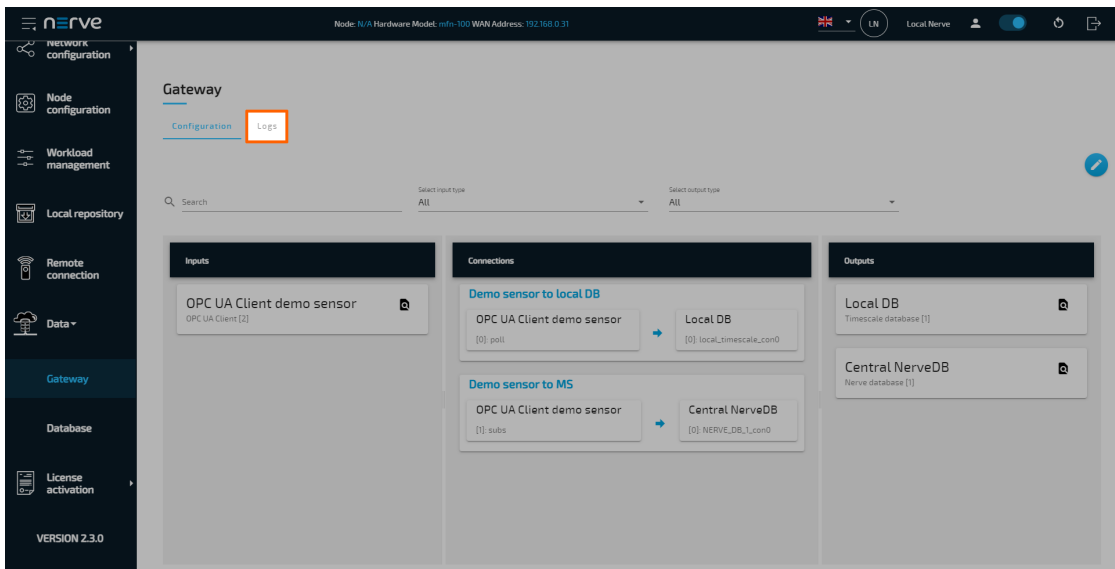 nerve
Node: N/A Hardware Model: mfn-100 WAN Address: 192.168.0.31
LN
Local Nerve
Network
configuration
Node
configuration
Workload
management
Local repository
Remote
connection
Data
Gateway
Database
License
activation
VERSION 2.3.0
Gateway
Configuration
Logs
Search
Select input type
All
Select output type
All
Inputs
OPC UA Client demo sensor
OPC UA Client [2]
Connections
Demo sensor to local DB
OPC UA Client demo sensor
[0]: poll
Local DB
[0]: local_timescale_con0
Demo sensor to MS
OPC UA Client demo sensor
[1]: subs
Central NerveDB
[0]: NERVE_DB_1_con0
Outputs
Local DB
Timescale database [1]
Central NerveDB
Nerve database [1]